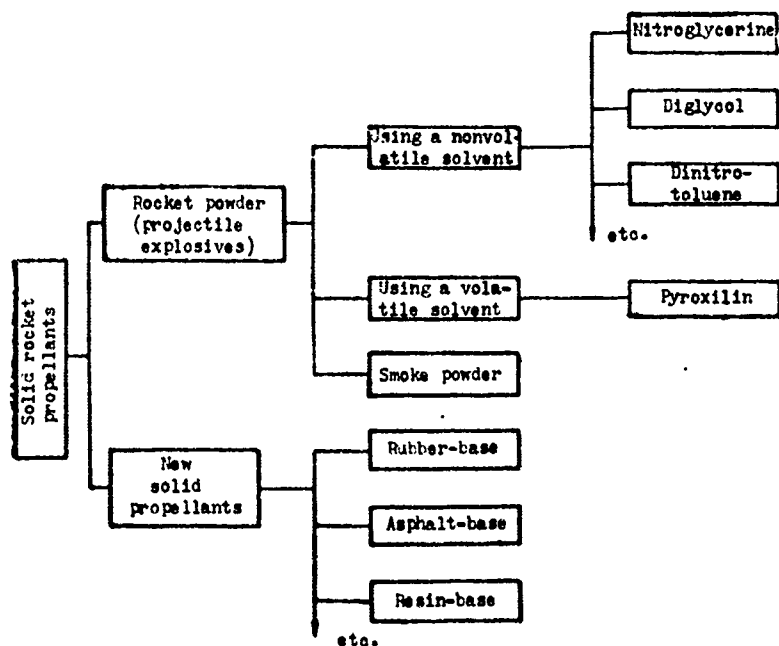 Nitroglycerine
Diglycol
Dinitro-
toluene
etc.
Using a nonvol-
atile solvent
Rocket powder
(projectile
explosives)
Using a vola-
tile solvent
Pyroxilin
Smoke powder
Solid rocket
propellants
New
solid
propellants
Rubber-base
Asphalt-base
Resin-base
etc.